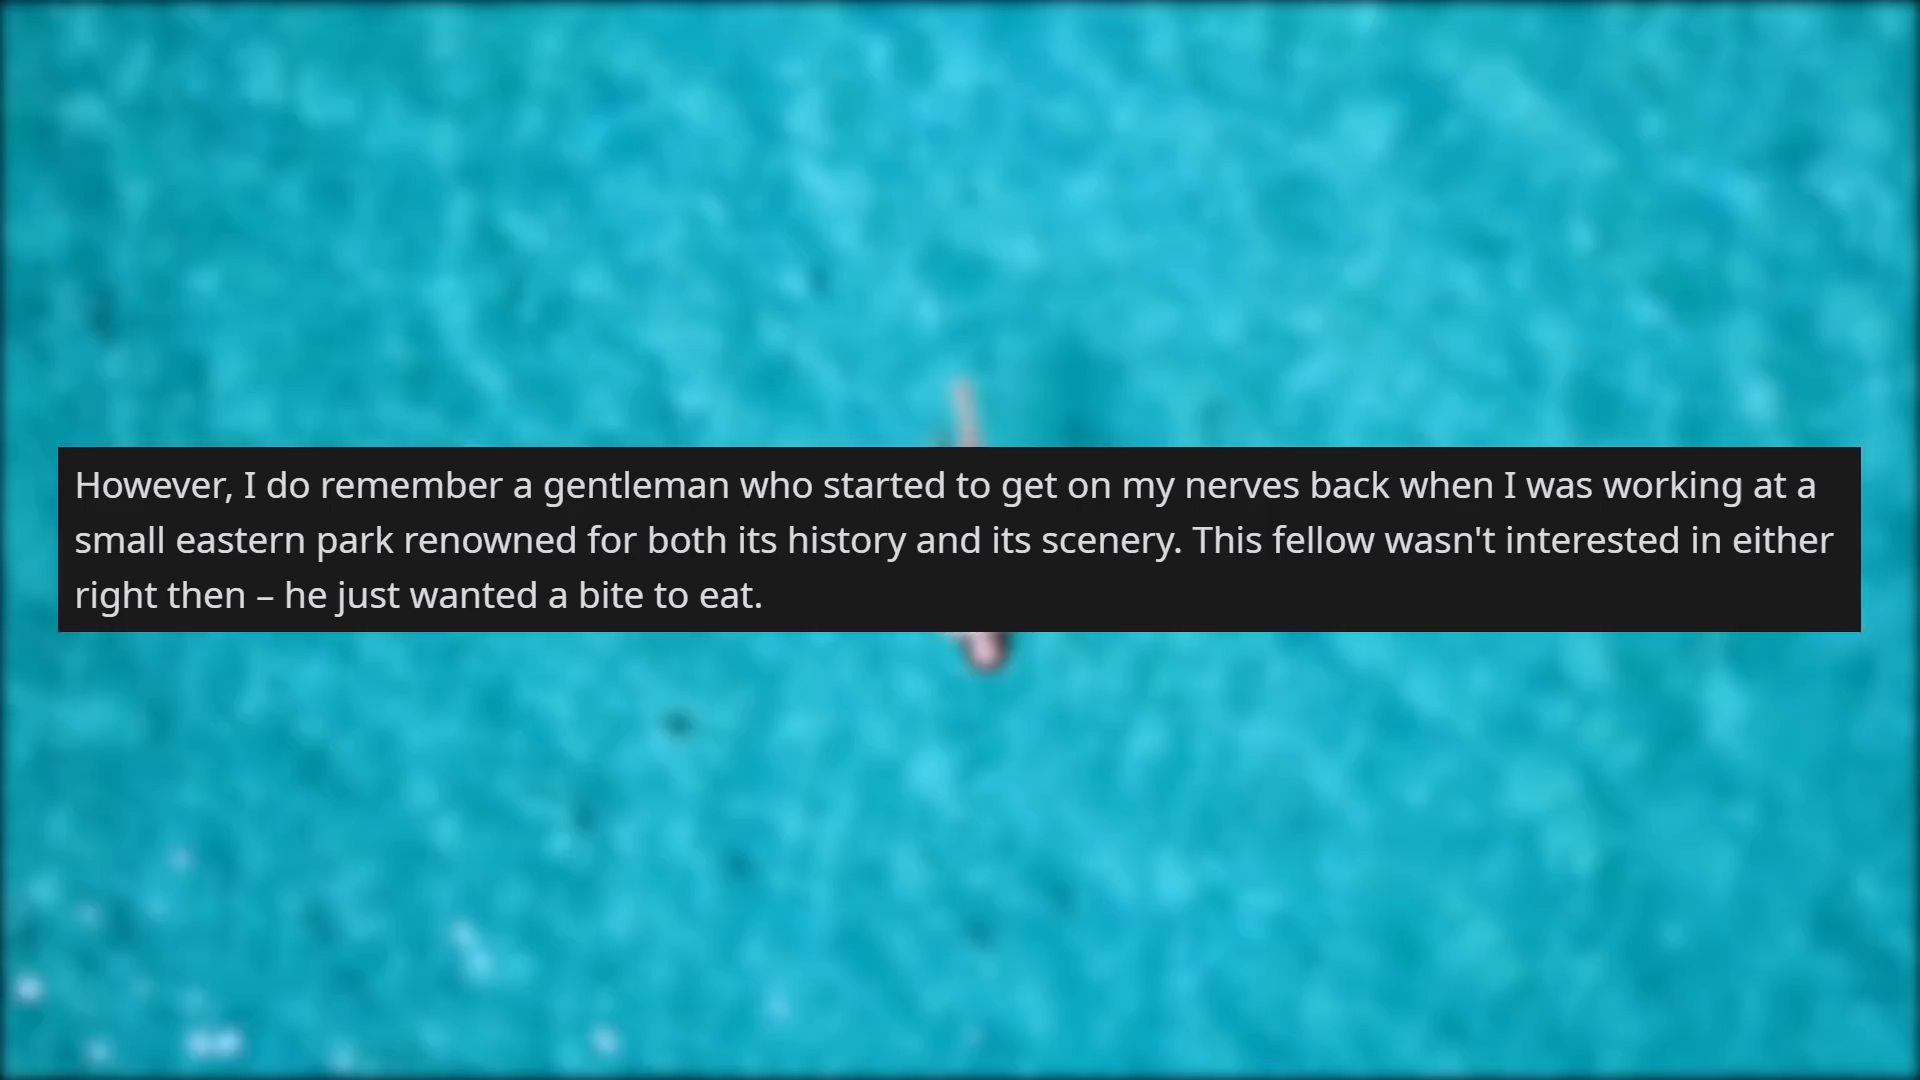 However, I do remember a gentleman who started to get on my nerves back when I was working at a
small eastern park renowned for both its history and its scenery. This fellow wasn't interested in either
right then – he just wanted a bite to eat.